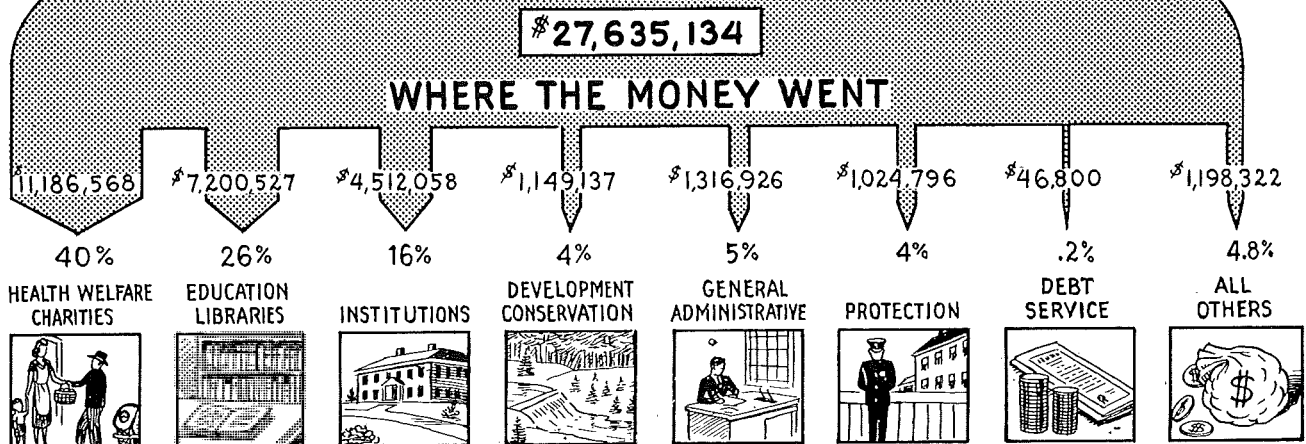 $27,635,134
WHERE THE MONEY WENT
$11,186,568 $7,200,527 $4,512,058 $1,149,137 $1,316,926 $1,024,796 $46,800 $1,198,322
40% 26% 16% 4% 5% 4% .2% 4.8%
HEALTH WELFARE
CHARITIES
EDUCATION
LIBRARIES
INSTITUTIONS
DEVELOPMENT
CONSERVATION
GENERAL
ADMINISTRATIVE
PROTECTION
DEBT
SERVICE
ALL
OTHERS
$